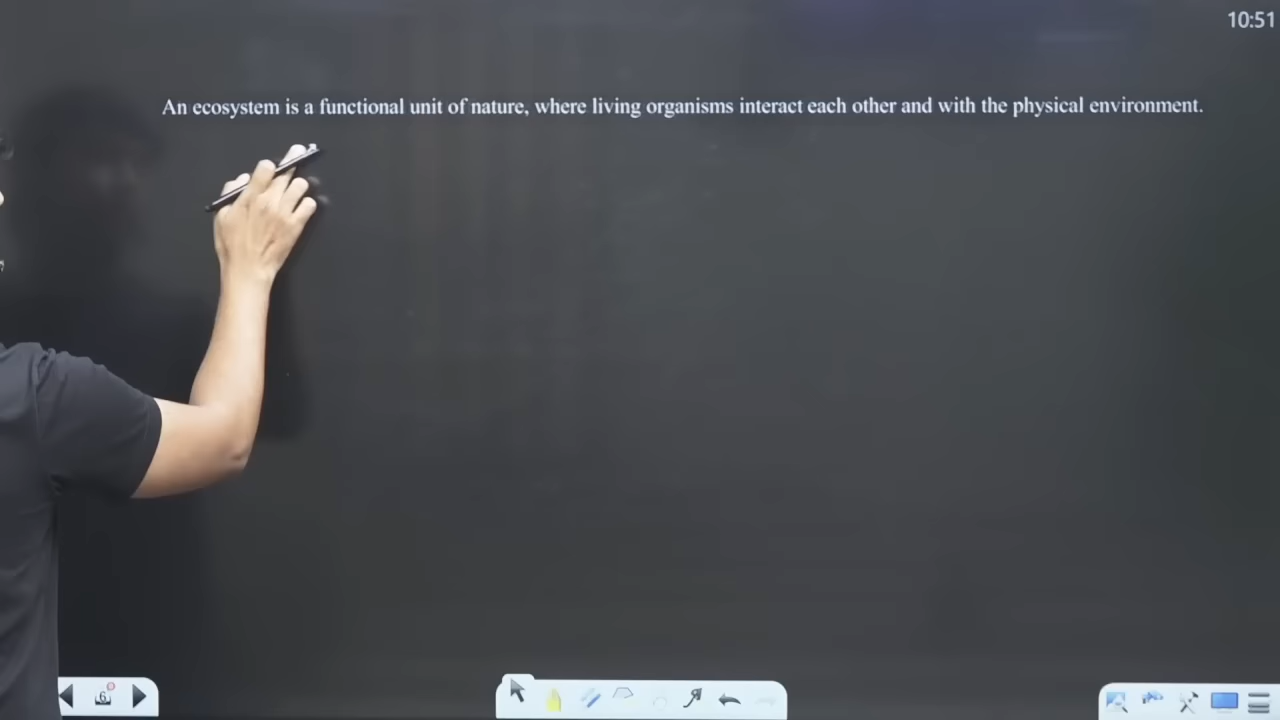 10:51
An ecosystem is a functional unit of nature, where living organisms interact each other and with the physical environment.
6